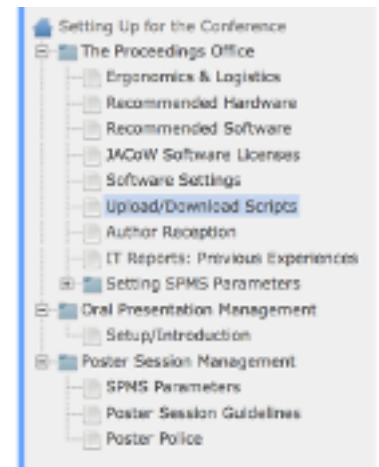 Setting Up for the Conference
The Proceedings Office
Ergonomics & Logistics
Recommended Hardware
Recommended Software
JACoW Software Licenses
Software Settings
Upload/Download Scripts
Author Reception
IT Reports: Previous Experiences
Setting SPMS Parameters
Oral Presentation Management
Setup/Introduction
Poster Session Management
SPMS Parameters
Poster Session Guidelines
Poster Police